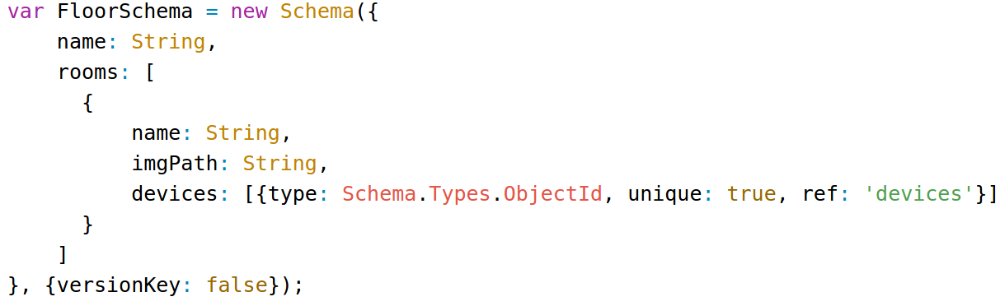 var FloorSchema = new Schema({
    name: String,
    rooms: [
      {
          name: String,
          imgPath: String,
          devices: [{type: Schema.Types.ObjectId, unique: true, ref: 'devices'}]
      }
    ]
}, {versionKey: false});